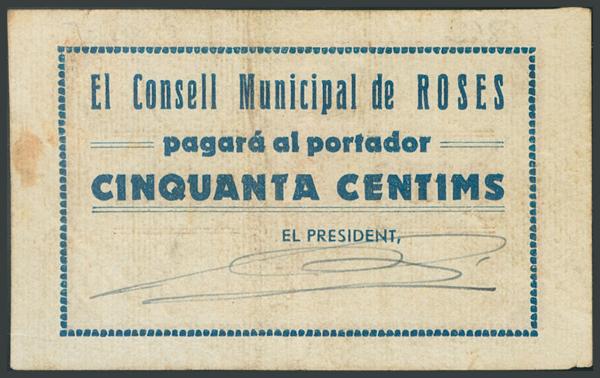 El Consell Municipal de ROSES
pagará al portador
CINQUANTA CENTIMS
EL PRESIDENT,